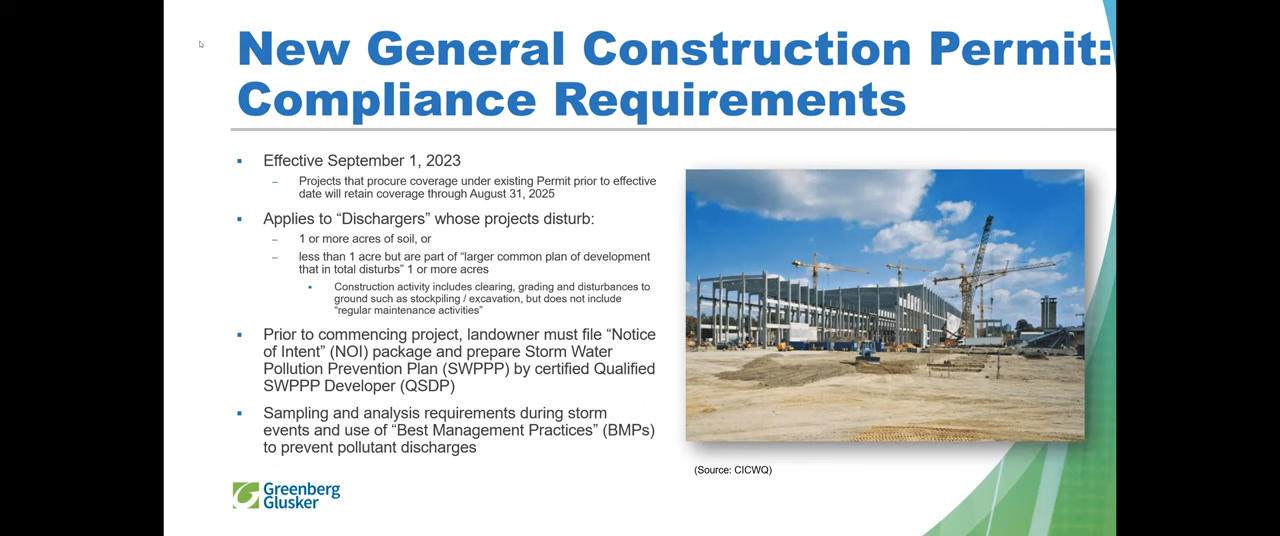 New General Construction Permit:
Compliance Requirements
▪ Effective September 1, 2023
– Projects that procure coverage under existing Permit prior to effective
date will retain coverage through August 31, 2025
▪ Applies to “Dischargers” whose projects disturb:
– 1 or more acres of soil, or
– less than 1 acre but are part of “larger common plan of development
that in total disturbs” 1 or more acres
▪ Construction activity includes clearing, grading and disturbances to
ground such as stockpiling / excavation, but does not include
“regular maintenance activities”
▪ Prior to commencing project, landowner must file “Notice
of Intent” (NOI) package and prepare Storm Water
Pollution Prevention Plan (SWPPP) by certified Qualified
SWPPP Developer (QSDP)
▪ Sampling and analysis requirements during storm
events and use of “Best Management Practices” (BMPs)
to prevent pollutant discharges
(Source: CICWQ)
Greenberg
Glusker